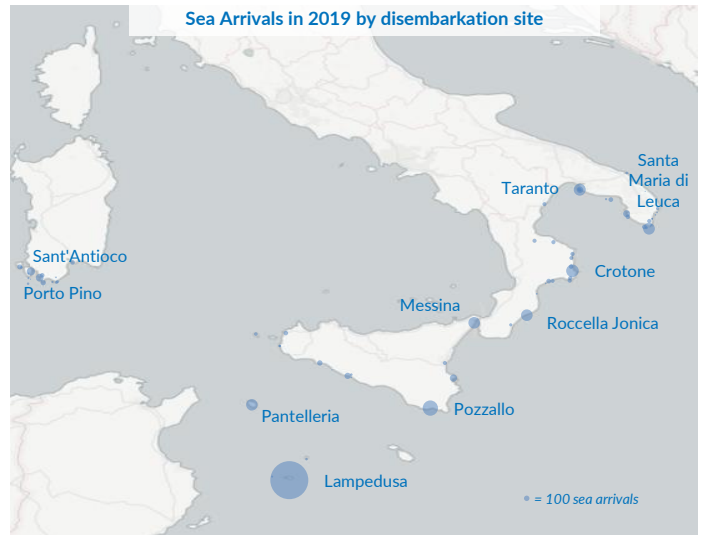 Sea Arrivals in 2019 by disembarkation site
Santa
Maria di
Leuca
Taranto
Sant'Antioco
Crotone
Porto Pino
Messina
Roccella Jonica
Pozzallo
Pantelleria
Lampedusa
= 100 sea arrivals